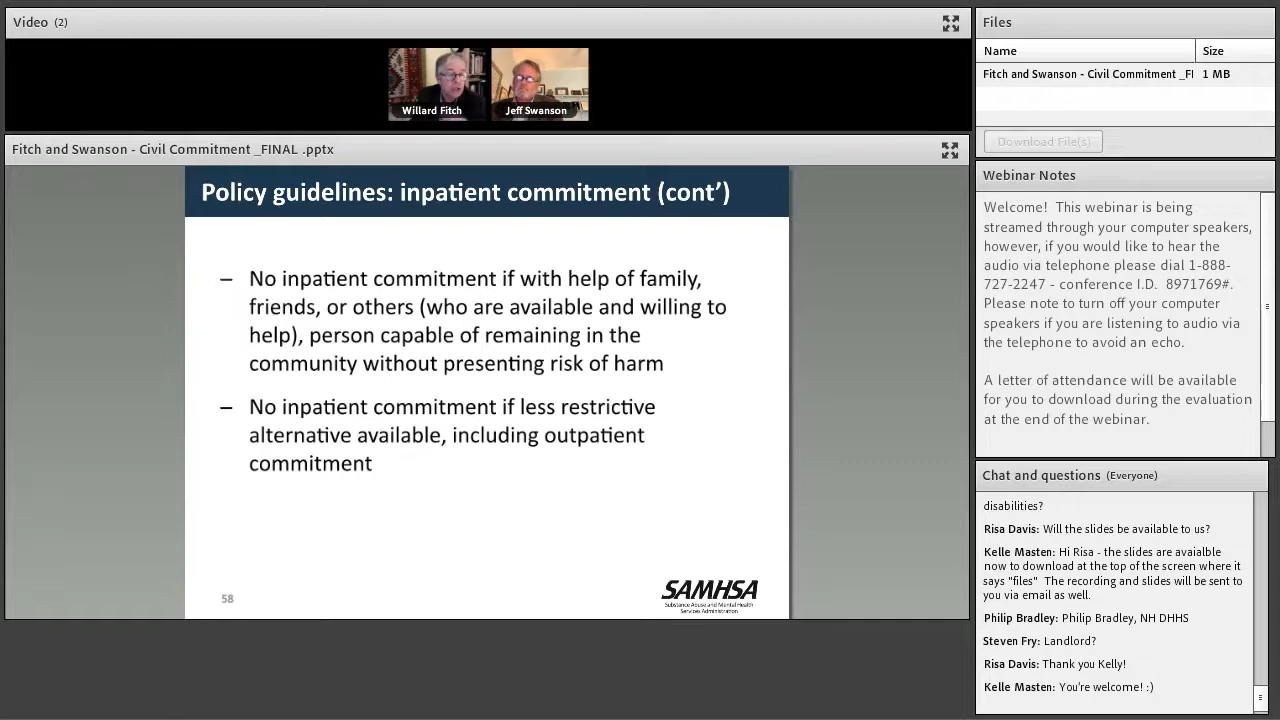 Video (2)
Willard Fitch
Jeff Swanson
Fitch and Swanson - Civil Commitment _FINAL .pptx
Policy guidelines: inpatient commitment (cont’)
– No inpatient commitment if with help of family,
friends, or others (who are available and willing to
help), person capable of remaining in the
community without presenting risk of harm
– No inpatient commitment if less restrictive
alternative available, including outpatient
commitment
58
SAMHSA
Substance Abuse and Mental Health
Services Administration
Files
Name Size
Fitch and Swanson - Civil Commitment _FI 1 MB
Download File(s)
Webinar Notes
Welcome! This webinar is being
streamed through your computer speakers,
however, if you would like to hear the
audio via telephone please dial 1-888-
727-2247 - conference I.D. 8971769#.
Please note to turn off your computer
speakers if you are listening to audio via
the telephone to avoid an echo.
A letter of attendance will be available
for you to download during the evaluation
at the end of the webinar.
Chat and questions (Everyone)
disabilities?
Risa Davis: Will the slides be available to us?
Kelle Masten: Hi Risa - the slides are avaialble
now to download at the top of the screen where it
says "files" The recording and slides will be sent to
you via email as well.
Philip Bradley: Philip Bradley, NH DHHS
Steven Fry: Landlord?
Risa Davis: Thank you Kelly!
Kelle Masten: You're welcome! :)